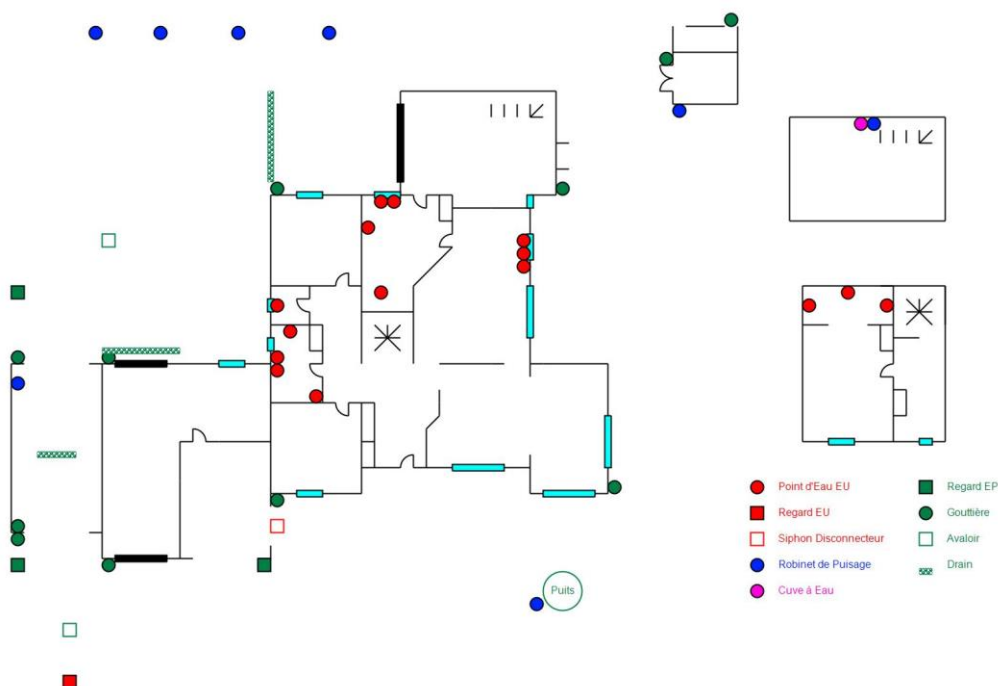 Point d'Eau EU
Regard EU
Siphon Disconnecteur
Robinet de Puisage
Cuve à Eau
Regard EP
Gouttière
Avaloir
Drain
Puits